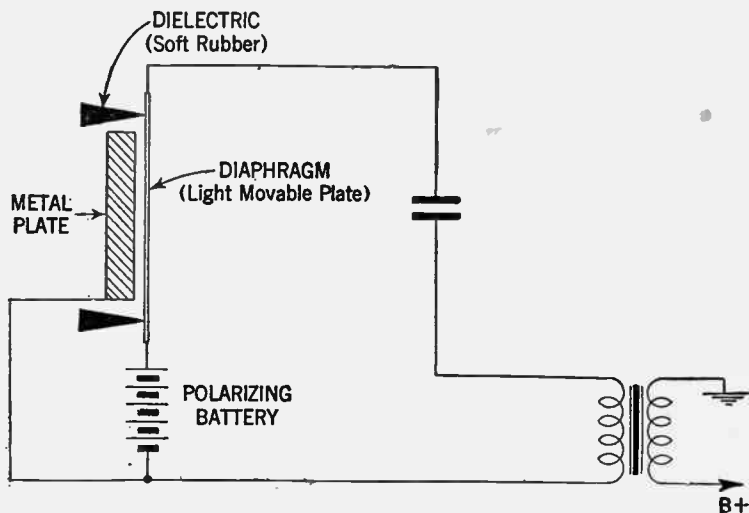 DIELECTRIC
(Soft Rubber)
DIAPHRAGM
(Light Movable Plate)
METAL
PLATE
POLARIZING
BATTERY
B+